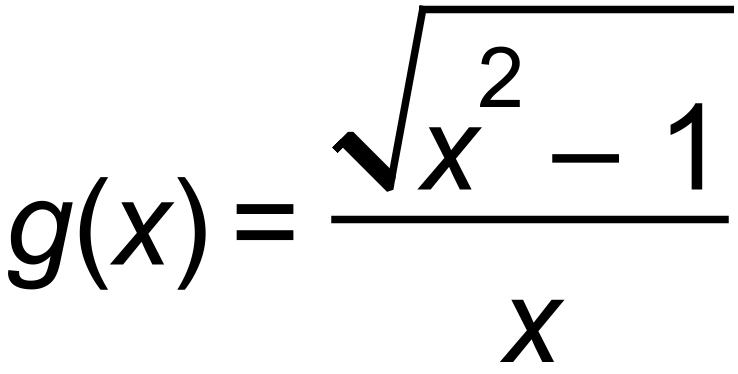 g(x) = √(x² − 1) / x